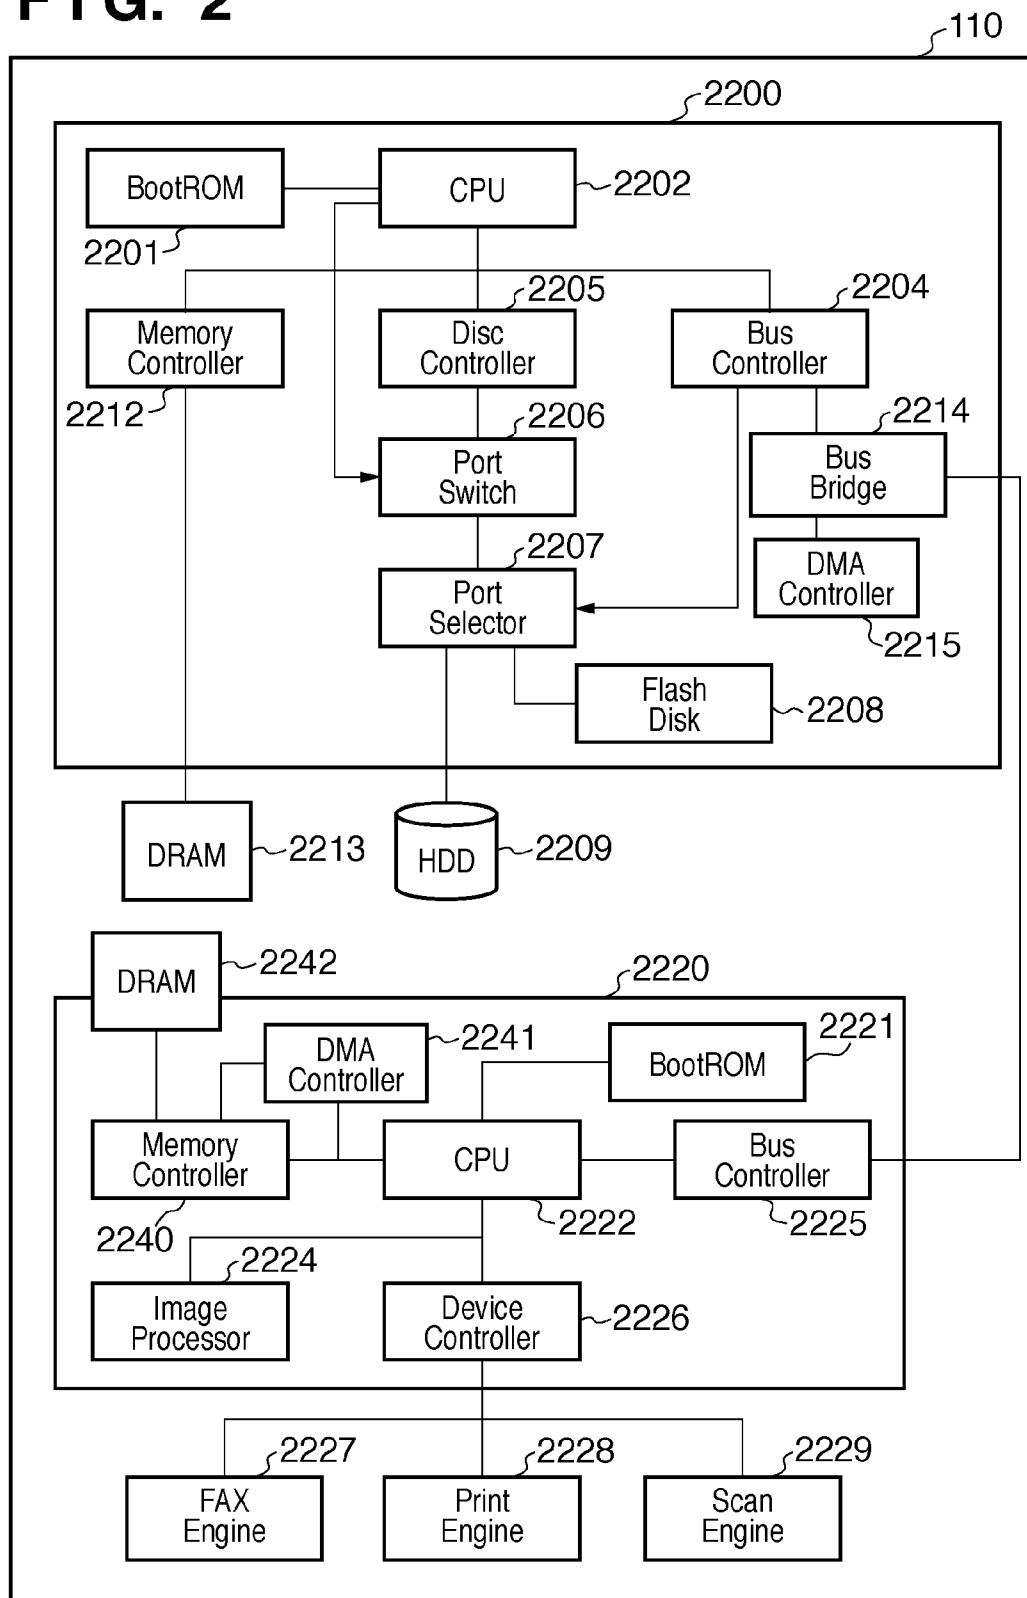 FIG. 2
110
2200
BootROM
CPU
2202
2201
2205
2204
Memory
Controller
Disc
Controller
Bus
Controller
2212
2206
2214
Port
Switch
Bus
Bridge
2207
DMA
Controller
Port
Selector
2215
Flash
Disk
2208
DRAM
2213
HDD
2209
DRAM
2242
2220
2221
DMA
Controller
2241
BootROM
Memory
Controller
CPU
Bus
Controller
2240
2222
2225
2224
Image
Processor
Device
Controller
2226
2227
2228
2229
FAX
Engine
Print
Engine
Scan
Engine